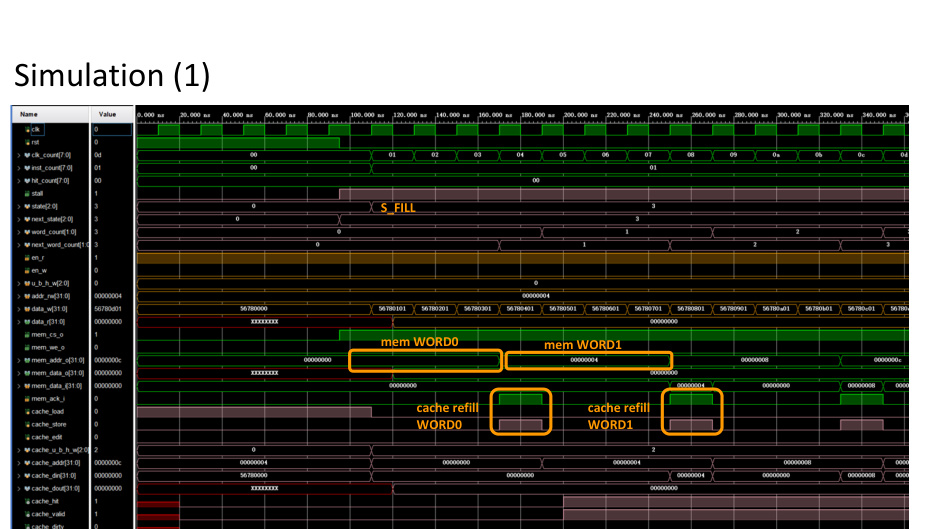 Simulation (1)
Name Value 0.000 ns 20.000 ns 40.000 ns 60.000 ns 80.000 ns 100.000 ns 120.000 ns 140.000 ns 160.000 ns 180.000 ns 200.000 ns 220.000 ns 240.000 ns 260.000 ns 280.000 ns 300.000 ns 320.000 ns 340.000 ns
clk 0
rst 0
clk_count[7:0] 0d 00 01 02 03 04 05 06 07 08 09 0a 0b 0c 0d
inst_count[7:0] 01 00 01
hit_count[7:0] 00 00
stall 1
state[2:0] 3 0 S_FILL 3
next_state[2:0] 3 0 3
word_count[1:0] 3 0 1 2
next_word_count[1:0 3 0 1 2 3
en_r 1
en_w 0
u_b_h_w[2:0] 0 0
addr_rw[31:0] 00000004 00000004
data_w[31:0] 56780d01 56780000 56780101 56780201 56780301 56780401 56780501 56780601 56780701 56780801 56780901 56780a01 56780b01 56780c01 56780
data_r[31:0] 00000000 XXXXXXXX 00000000
mem_cs_o 1
mem_we_o 0 mem WORD0 mem WORD1
mem_addr_o[31:0] 0000000c 00000000 00000004 00000008 0000000c
mem_data_o[31:0] 00000000 XXXXXXXX 00000000
mem_data_i[31:0] 00000000 00000000 00000004 00000000 00000008 0000
mem_ack_i 0
cache_load 0 cache refill WORD0 cache refill WORD1
cache_store 0
cache_edit 0
cache_u_b_h_w[2:0 2 0 2
cache_addr[31:0] 0000000c 00000004 00000000 00000004 00000008 0000
cache_din[31:0] 00000000 56780000 00000000 00000004 00000000 00000008 0000
cache_dout[31:0] 00000000 XXXXXXXX 00000000
cache_hit 1
cache_valid 1
cache_dirty 0